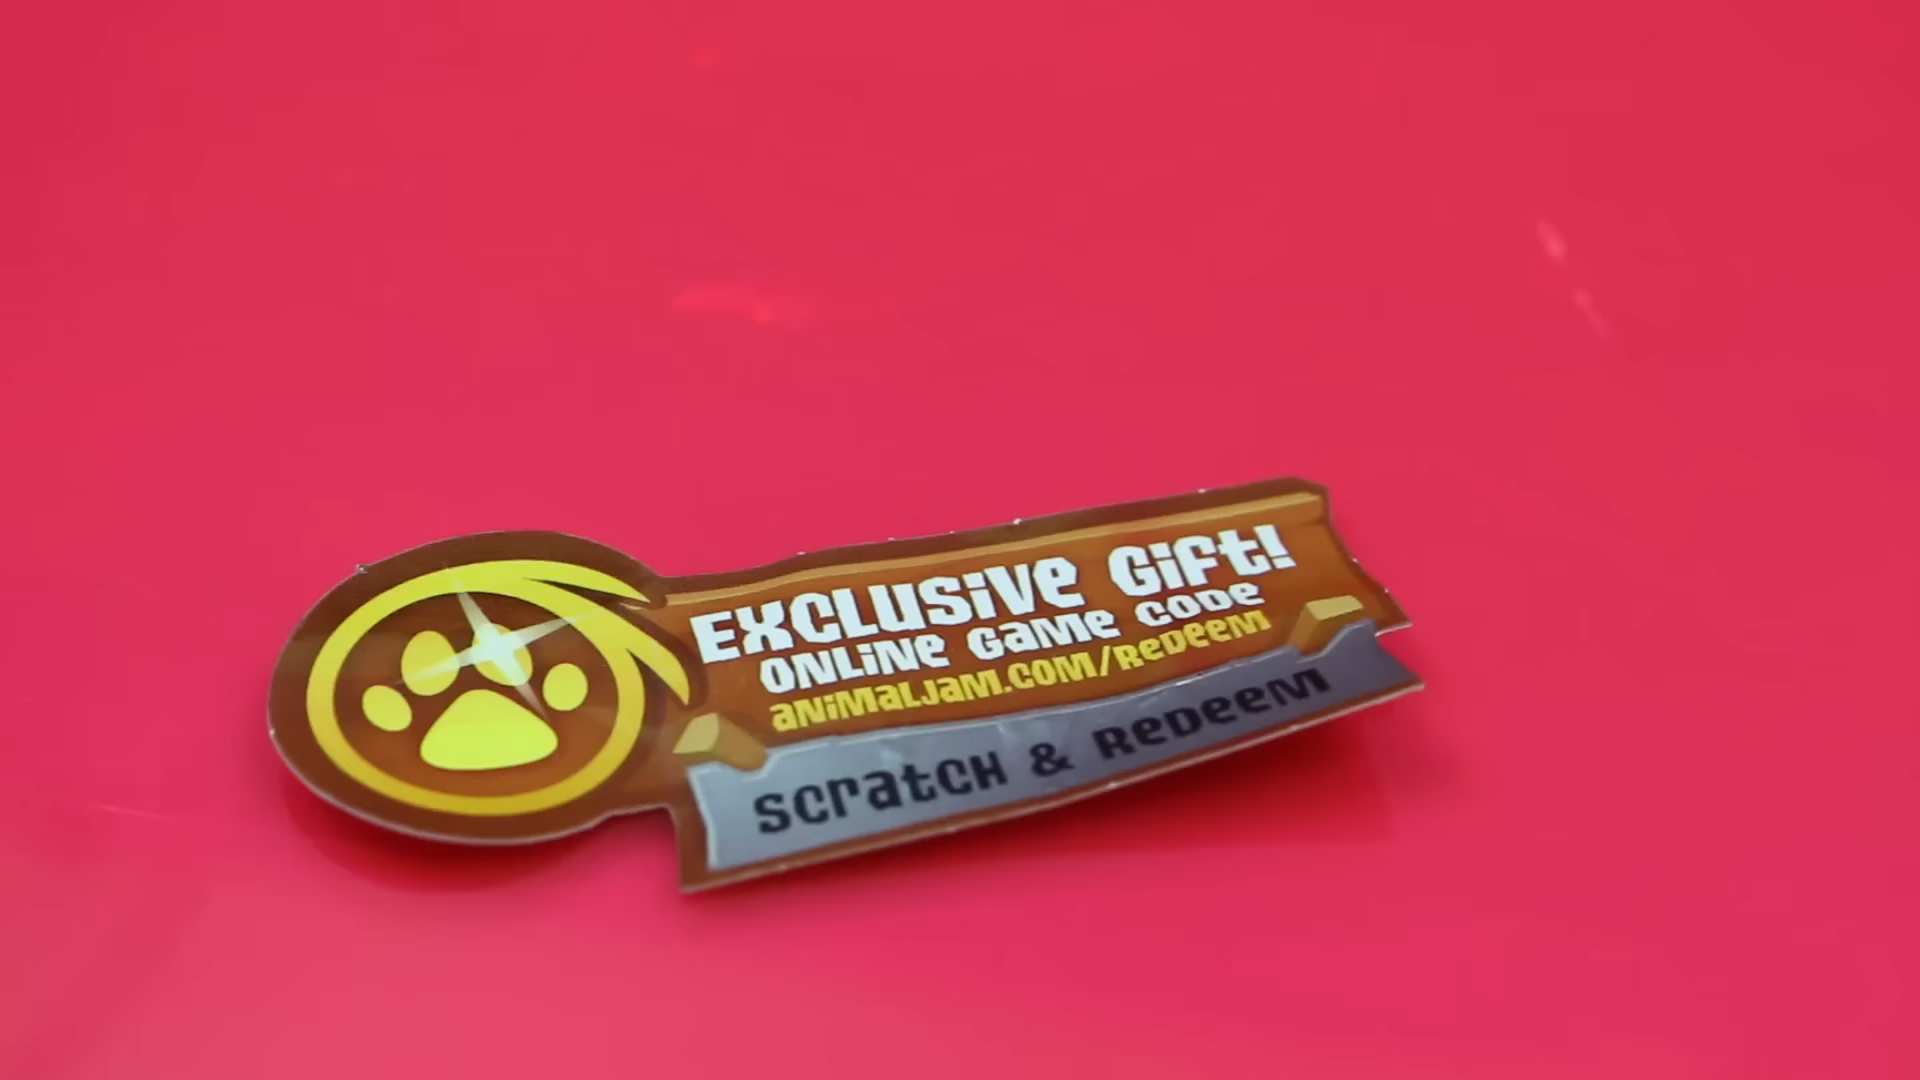 EXCLUSIVE GIFT!
ONLINE GAME CODE
ANIMALJAM.COM/REDEEM
SCRATCH & REDEEM